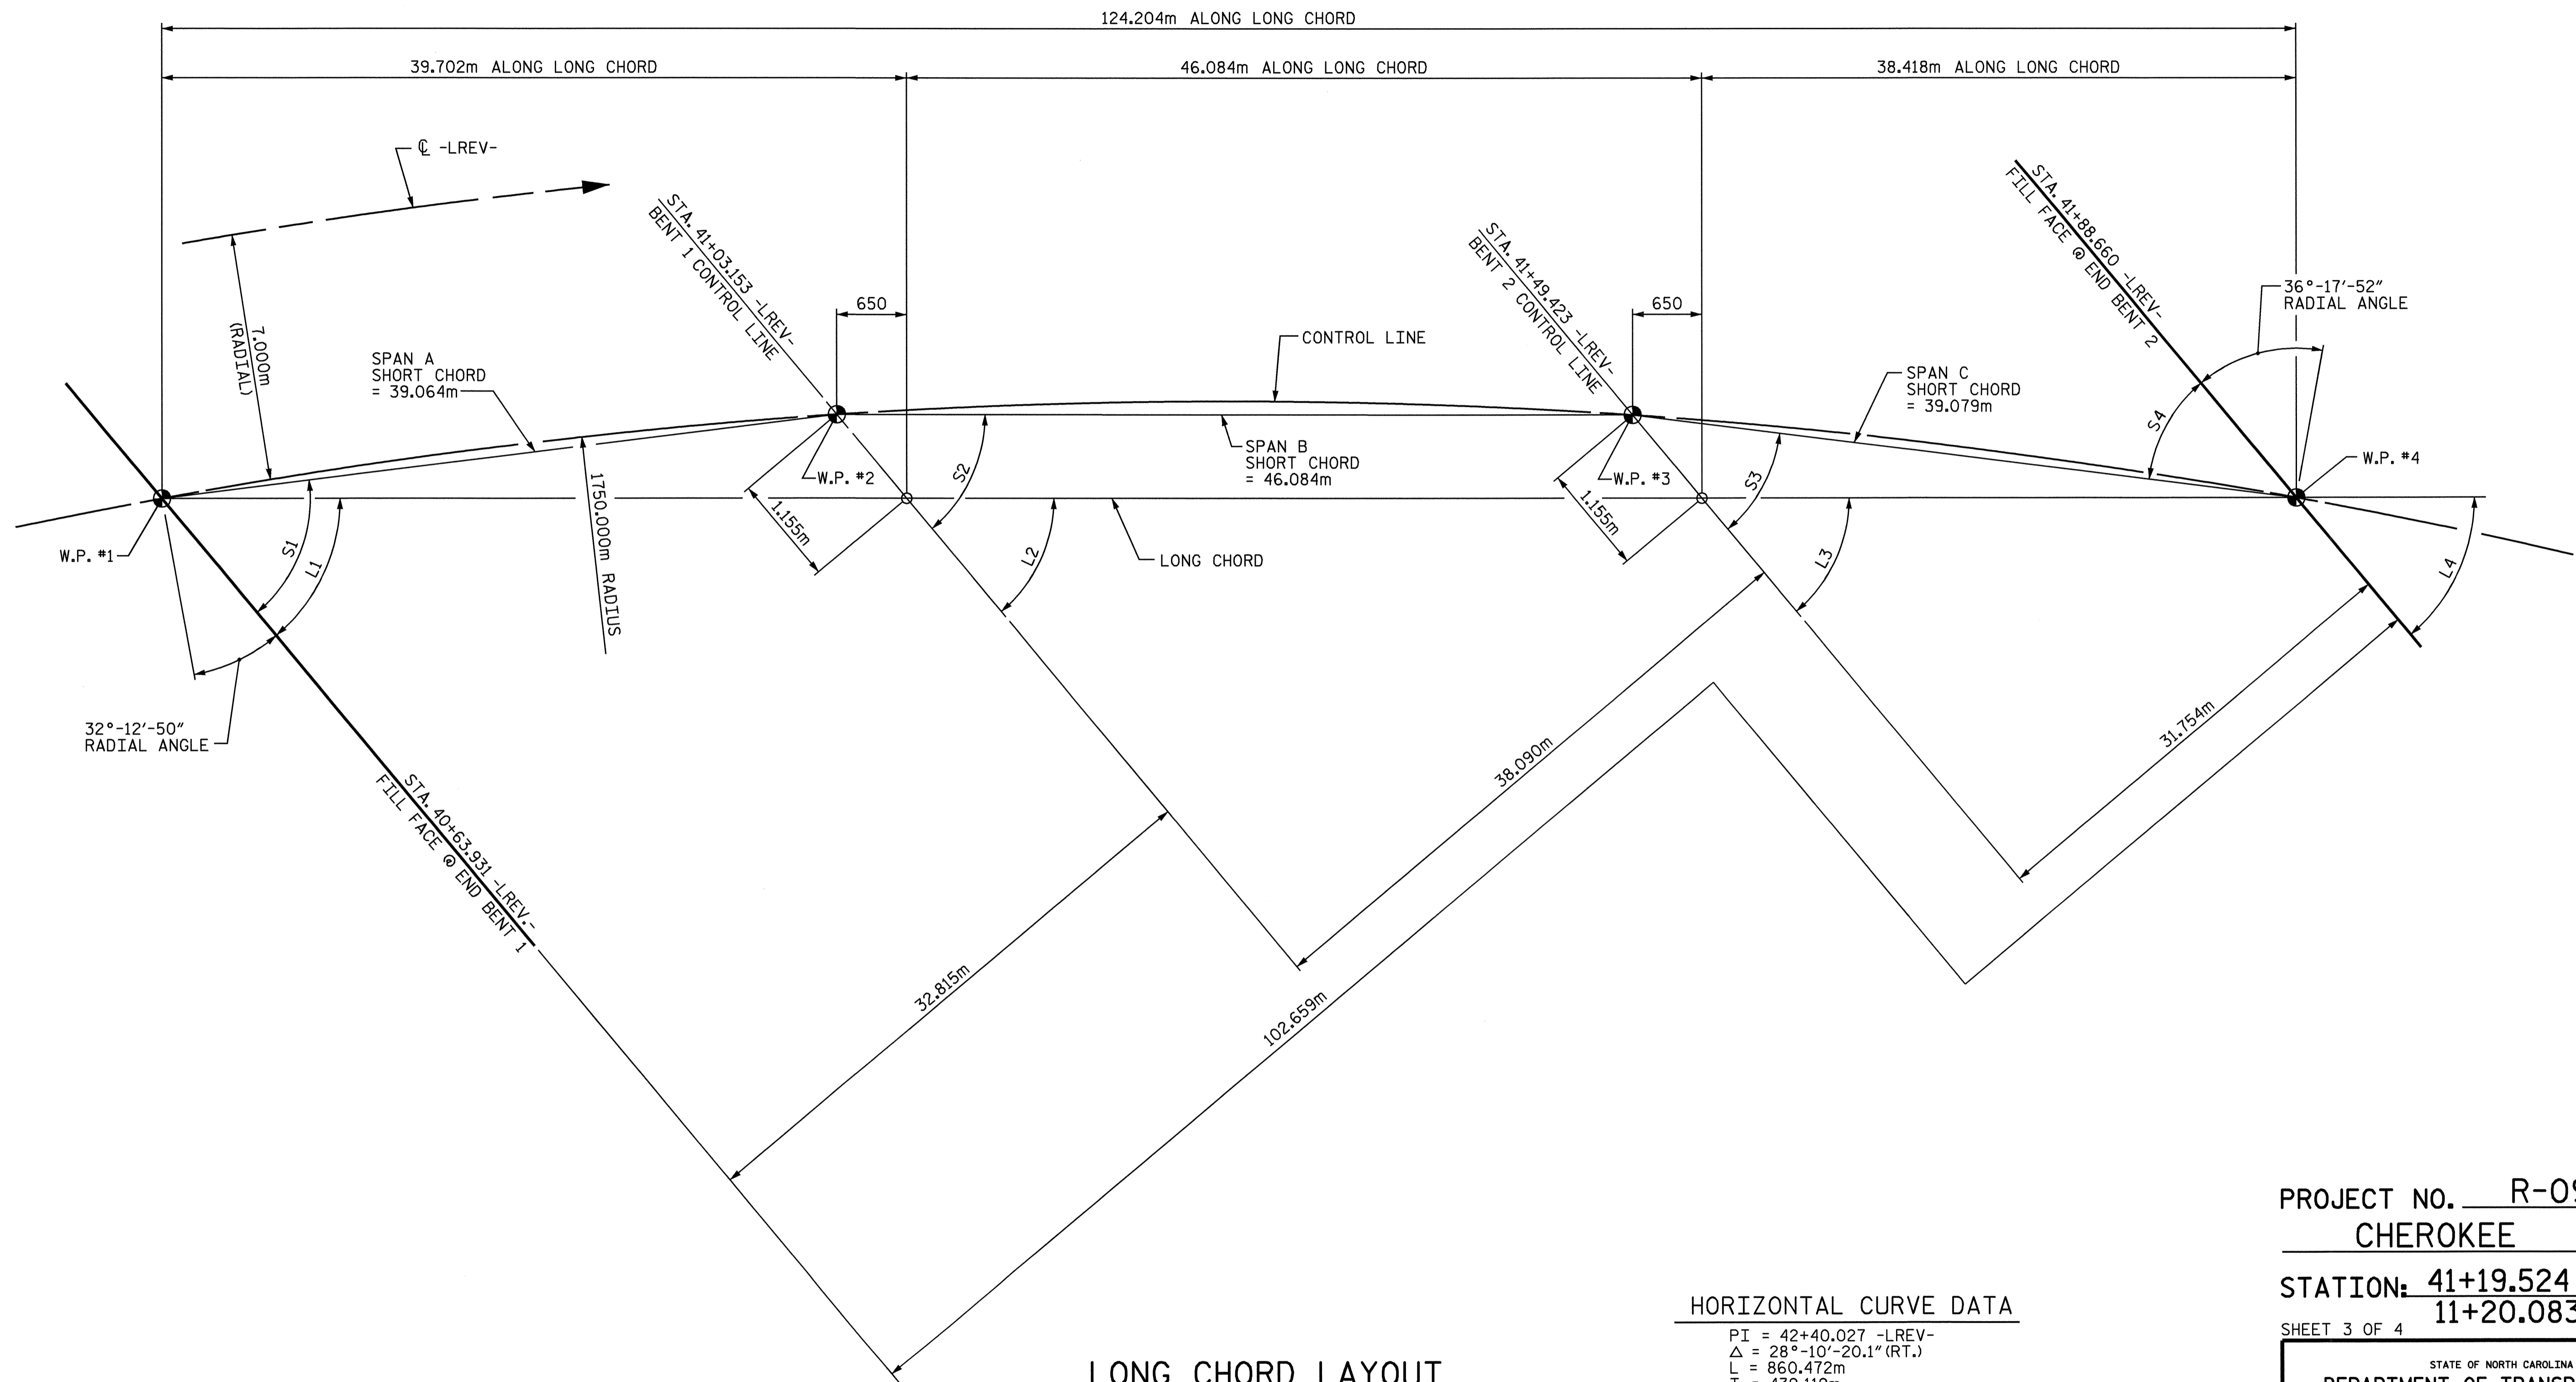 124.204m ALONG LONG CHORD
39.702m ALONG LONG CHORD
46.084m ALONG LONG CHORD
38.418m ALONG LONG CHORD
℄ -LREV-
7.000m
(RADIAL)
SPAN A
SHORT CHORD
= 39.064m
STA. 41+03.153 -LREV-
BENT 1 CONTROL LINE
650
CONTROL LINE
STA. 41+49.423 -LREV-
BENT 2 CONTROL LINE
650
STA. 41+88.660 -LREV-
FILL FACE @ END BENT 2
36°-17'-52"
RADIAL ANGLE
SPAN C
SHORT CHORD
= 39.079m
S4
W.P. #4
W.P. #1
S1
L1
1750.000m RADIUS
W.P. #2
1.155m
S2
L2
SPAN B
SHORT CHORD
= 46.084m
LONG CHORD
W.P. #3
1.155m
S3
L3
L4
32°-12'-50"
RADIAL ANGLE
STA. 40+63.931 -LREV.-
FILL FACE @ END BENT 1
32.815m
38.090m
31.754m
102.659m
LONG CHORD LAYOUT
HORIZONTAL CURVE DATA
PI = 42+40.027 -LREV-
△ = 28°-10'-20.1" (RT.)
L = 860.472m
PROJECT NO. R-09
CHEROKEE
STATION: 41+19.524
11+20.083
SHEET 3 OF 4
STATE OF NORTH CAROLINA
DEPARTMENT OF TRANSP